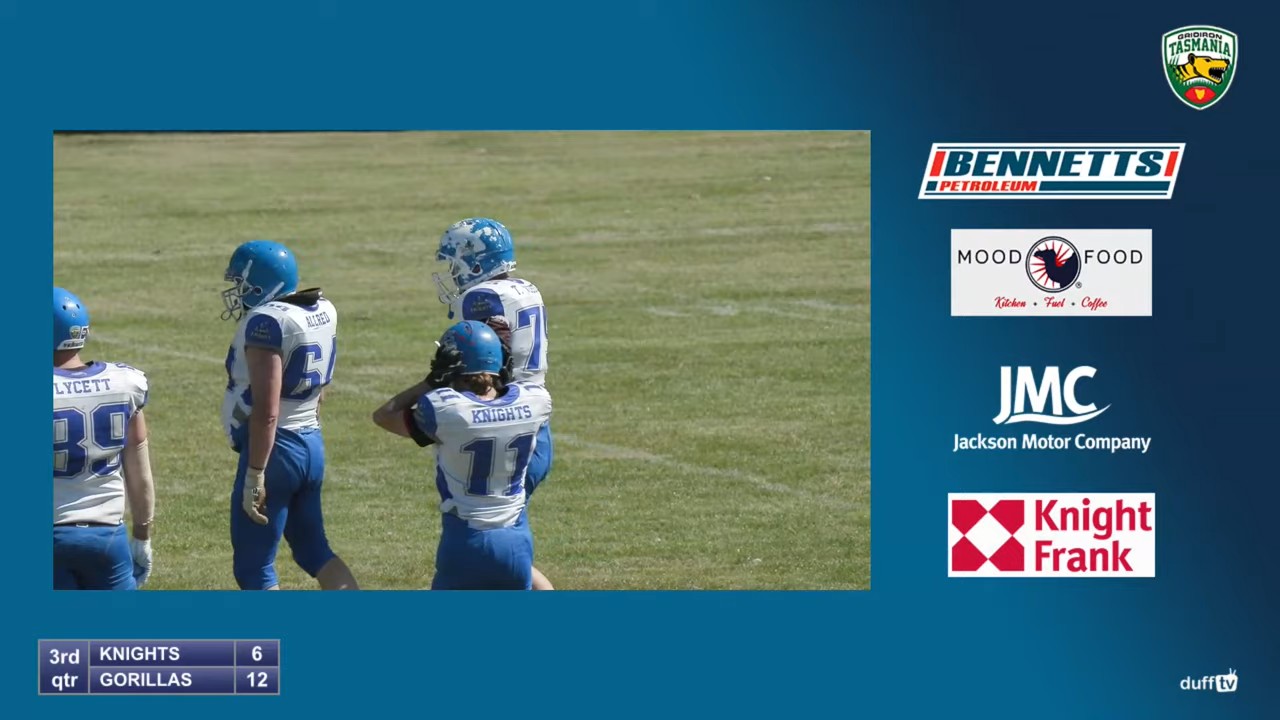 GRIDIRON
TASMANIA
BENNETTS
PETROLEUM
MOOD FOOD
®
Kitchen • Fuel • Coffee
JMC
Jackson Motor Company
Knight
Frank
ALLRED
64
7
LYCETT
89
KNIGHTS
11
3rd
qtr
KNIGHTS 6
GORILLAS 12
duff tv